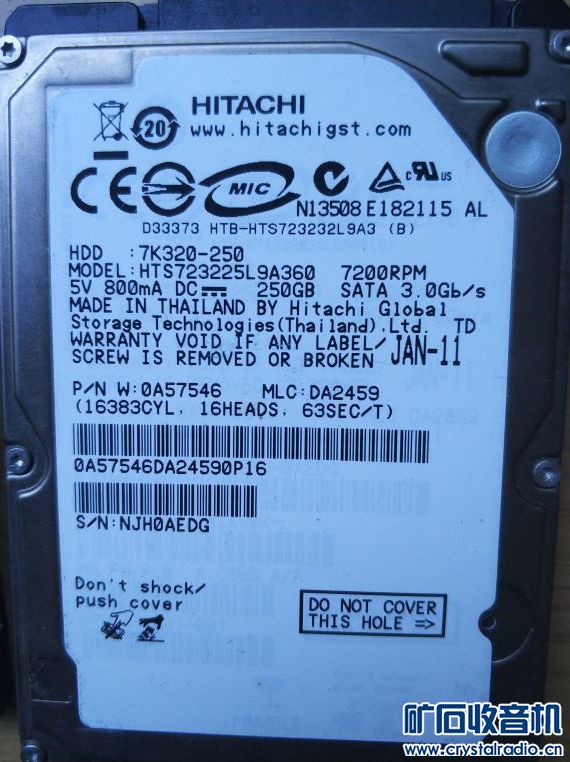 HITACHI
20
www.hitachigst.com
CE MIC C UL US
N13508 E182115 AL
D33373 HTB-HTS723232L9A3 (B)
HDD :7K320-250
MODEL:HTS723225L9A360 7200RPM
5V 800mA DC 250GB SATA 3.0Gb/s
MADE IN THAILAND BY Hitachi Global
Storage Technologies(Thailand).Ltd. TD
WARRANTY VOID IF ANY LABEL/
SCREW IS REMOVED OR BROKEN JAN-11
P/N W:0A57546 MLC:DA2459
(16383CYL. 16HEADS. 63SEC/T)
0A57546DA24590P16
S/N:NJH0AEDG
Don't shock/
push cover
DO NOT COVER
THIS HOLE =>
矿石收音机
www.crystalradio.cn